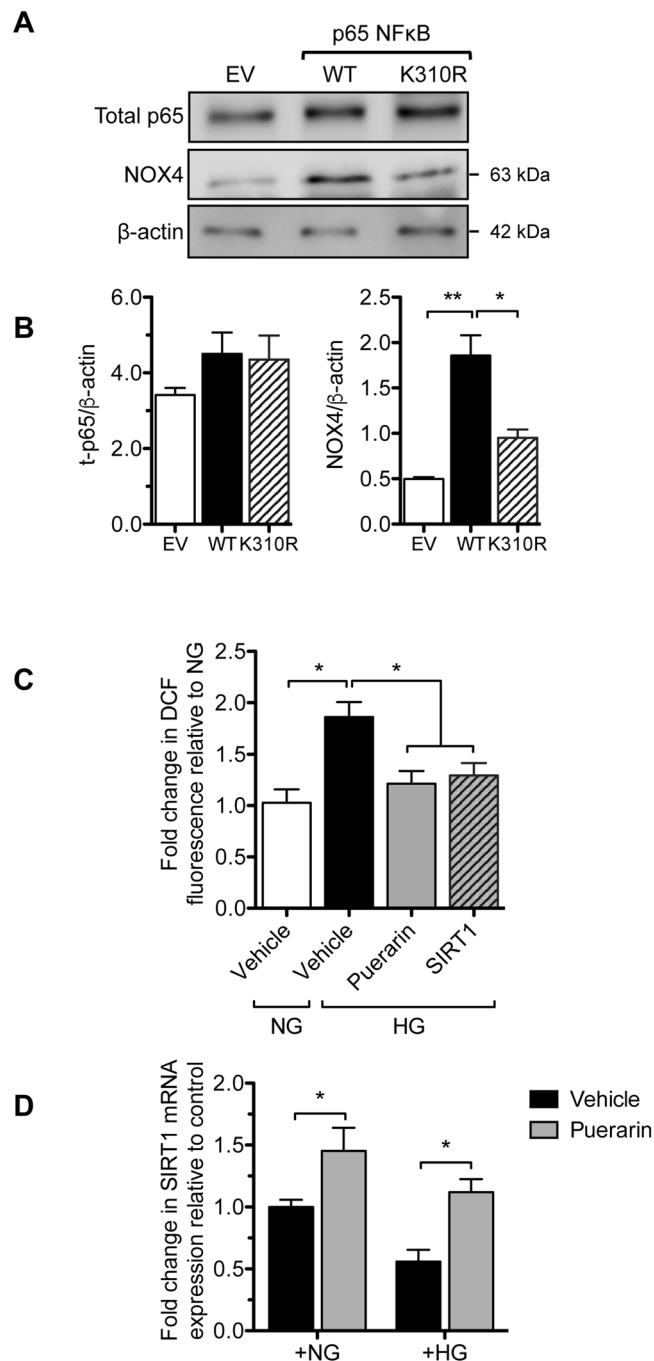 A
p65 NFκB
EV WT K310R
Total p65
NOX4 63 kDa
β-actin 42 kDa
B
t-p65/β-actin
6.0
4.0
2.0
0.0
EV WT K310R
NOX4/β-actin
2.5
2.0
1.5
1.0
0.5
0.0
** *
EV WT K310R
C
Fold change in DCF
fluorescence relative to NG
2.5
2.0
1.5
1.0
0.5
0.0
* *
Vehicle Vehicle Puerarin SIRT1
NG HG
D
Fold change in SIRT1 mRNA
expression relative to control
2.0
1.5
1.0
0.5
0.0
* *
+NG +HG
Vehicle
Puerarin